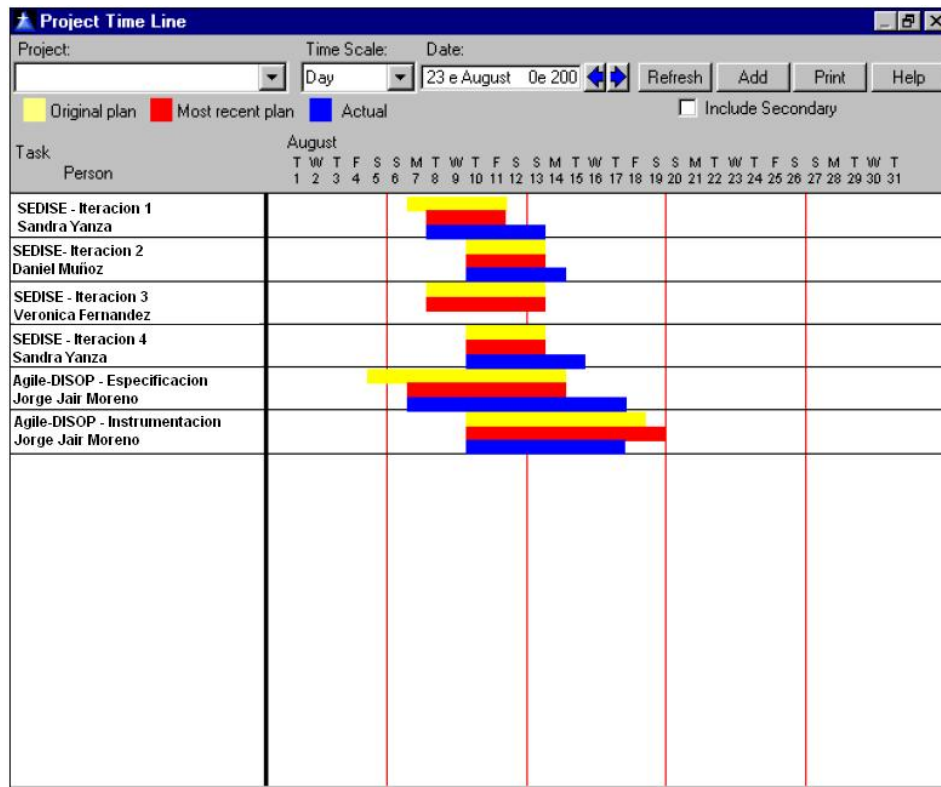 Project Time Line
Project: Time Scale: Date:
Day 23 e August 0e 200 Refresh Add Print Help
Original plan Most recent plan Actual Include Secondary
August
Task
T W T F S S M T W T F S S M T W T F S S M T W T F S S M T W T
Person
1 2 3 4 5 6 7 8 9 10 11 12 13 14 15 16 17 18 19 20 21 22 23 24 25 26 27 28 29 30 31
SEDISE - Iteracion 1
Sandra Yanza
SEDISE- Iteracion 2
Daniel Muñoz
SEDISE - Iteracion 3
Veronica Fernandez
SEDISE - Iteracion 4
Sandra Yanza
Agile-DISOP - Especificacion
Jorge Jair Moreno
Agile-DISOP - Instrumentacion
Jorge Jair Moreno